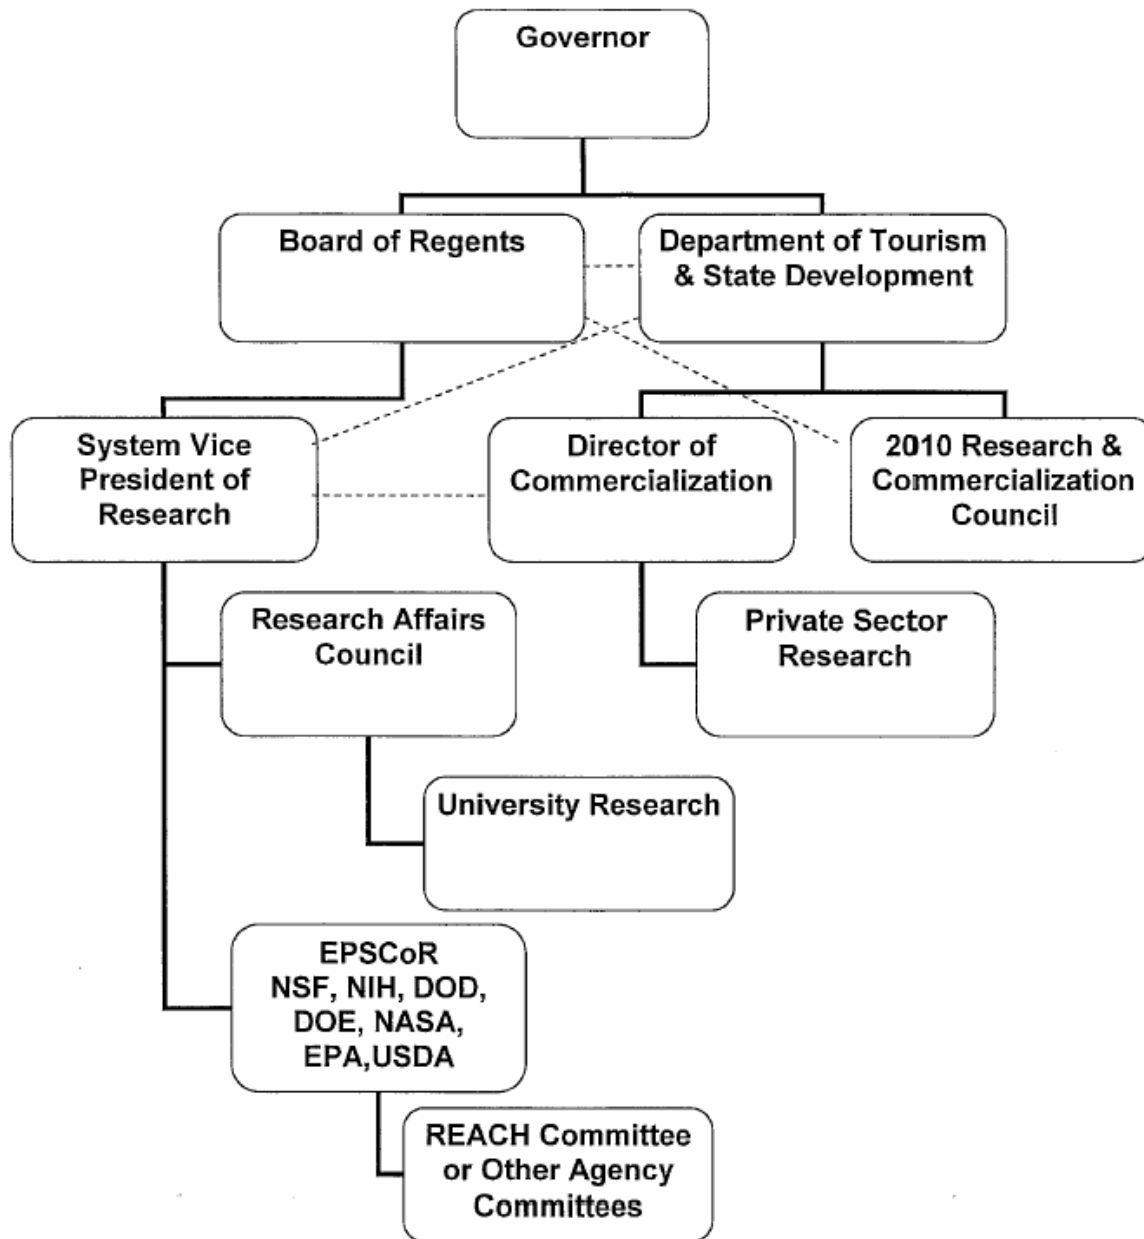 Governor
Board of Regents
Department of Tourism
& State Development
System Vice
President of
Research
Director of
Commercialization
2010 Research &
Commercialization
Council
Research Affairs
Council
Private Sector
Research
University Research
EPSCoR
NSF, NIH, DOD,
DOE, NASA,
EPA,USDA
REACH Committee
or Other Agency
Committees